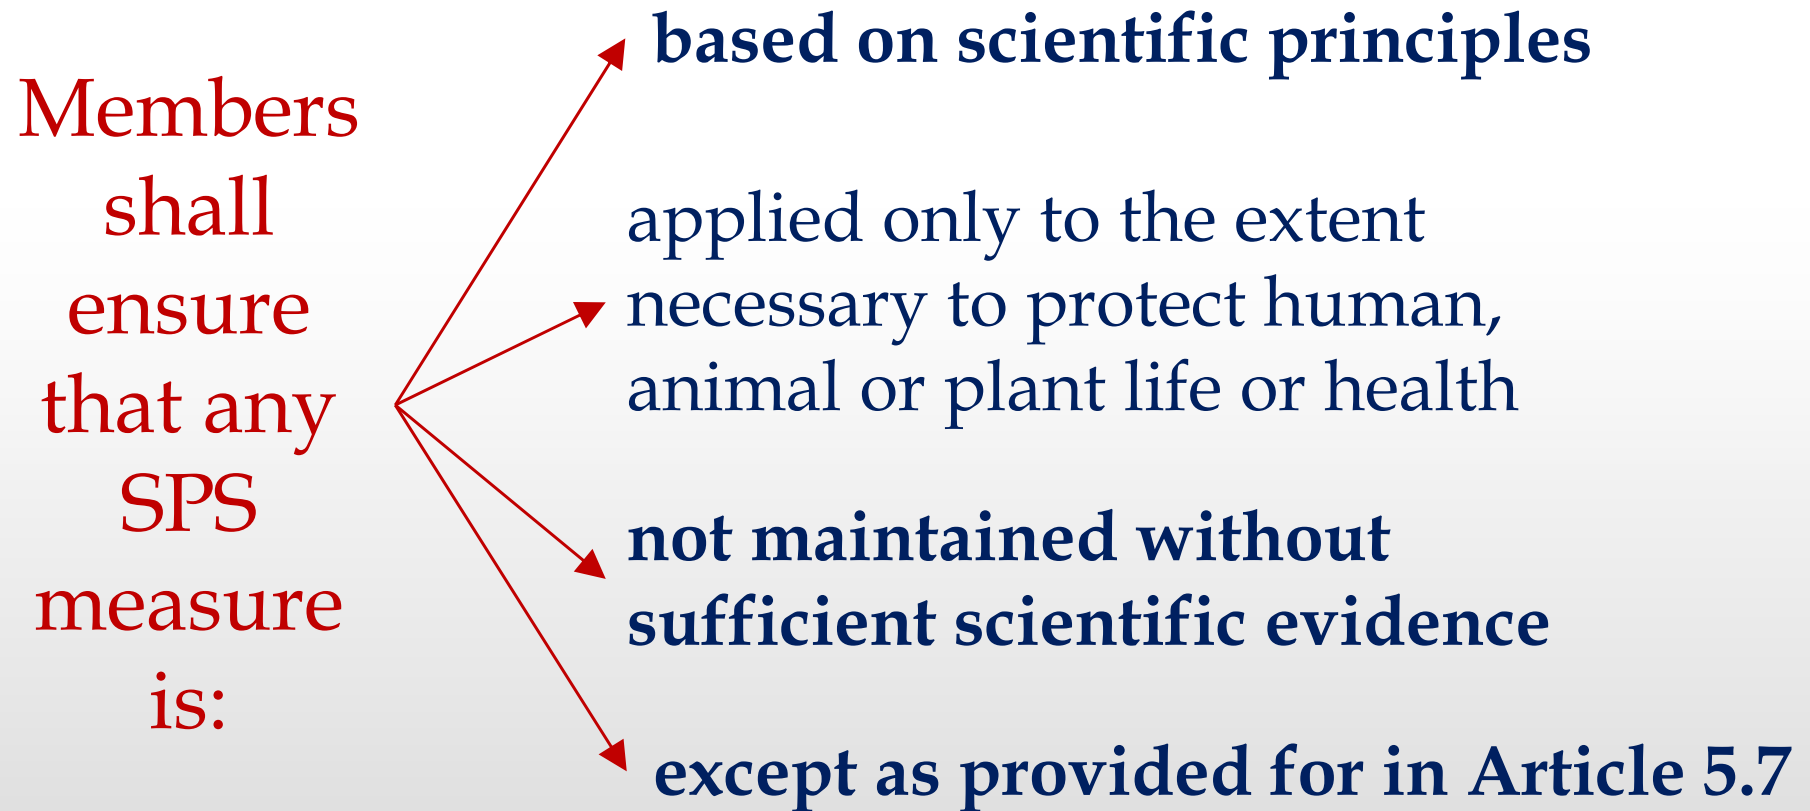 Members
shall
ensure
that any
SPS
measure
is:
based on scientific principles
applied only to the extent
necessary to protect human,
animal or plant life or health
not maintained without
sufficient scientific evidence
except as provided for in Article 5.7